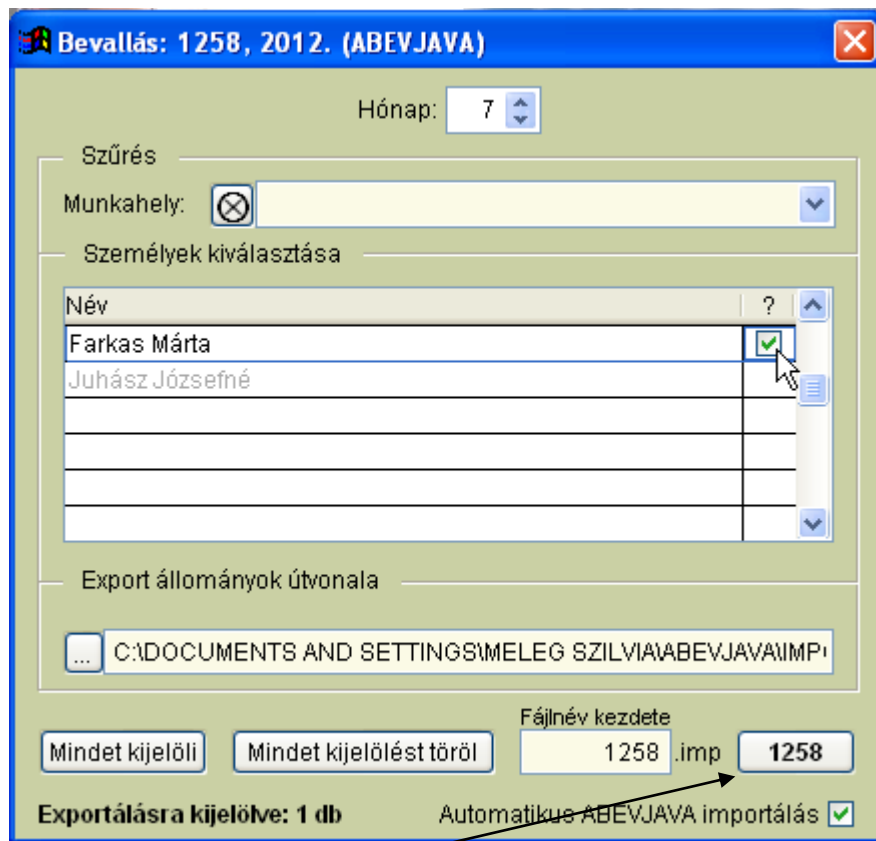 Bevallás: 1258, 2012. (ABEVJAVA)
Hónap: 7
Szűrés
Munkahely:
Személyek kiválasztása
Név ?
Farkas Márta
Juhász Józsefné
Export állományok útvonala
... C:\DOCUMENTS AND SETTINGS\MELEG SZILVIA\ABEVJAVA\IMP
Fájlnév kezdete
Mindet kijelöli Mindet kijelölést töröl 1258 .imp 1258
Exportálásra kijelölve: 1 db Automatikus ABEVJAVA importálás